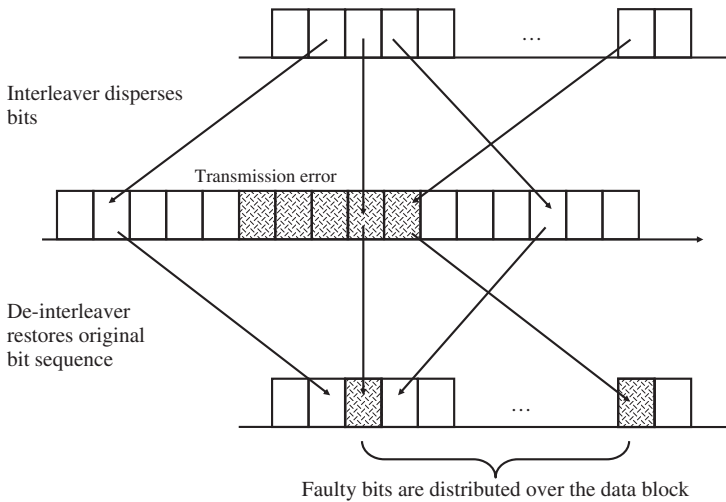 ...
Interleaver disperses
bits
Transmission error
De-interleaver
restores original
bit sequence
...
Faulty bits are distributed over the data block